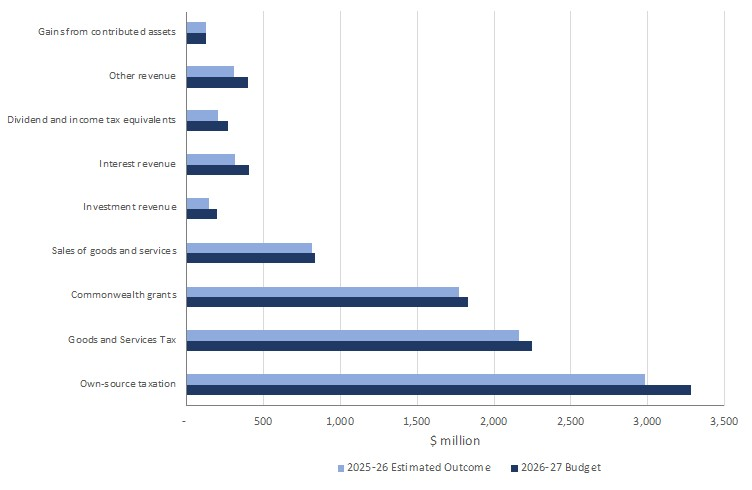 Gains from contributed assets
Other revenue
Dividend and income tax equivalents
Interest revenue
Investment revenue
Sales of goods and services
Commonwealth grants
Goods and Services Tax
Own-source taxation
- 500 1,000 1,500 2,000 2,500 3,000 3,500
$ million
2025-26 Estimated Outcome 2026-27 Budget